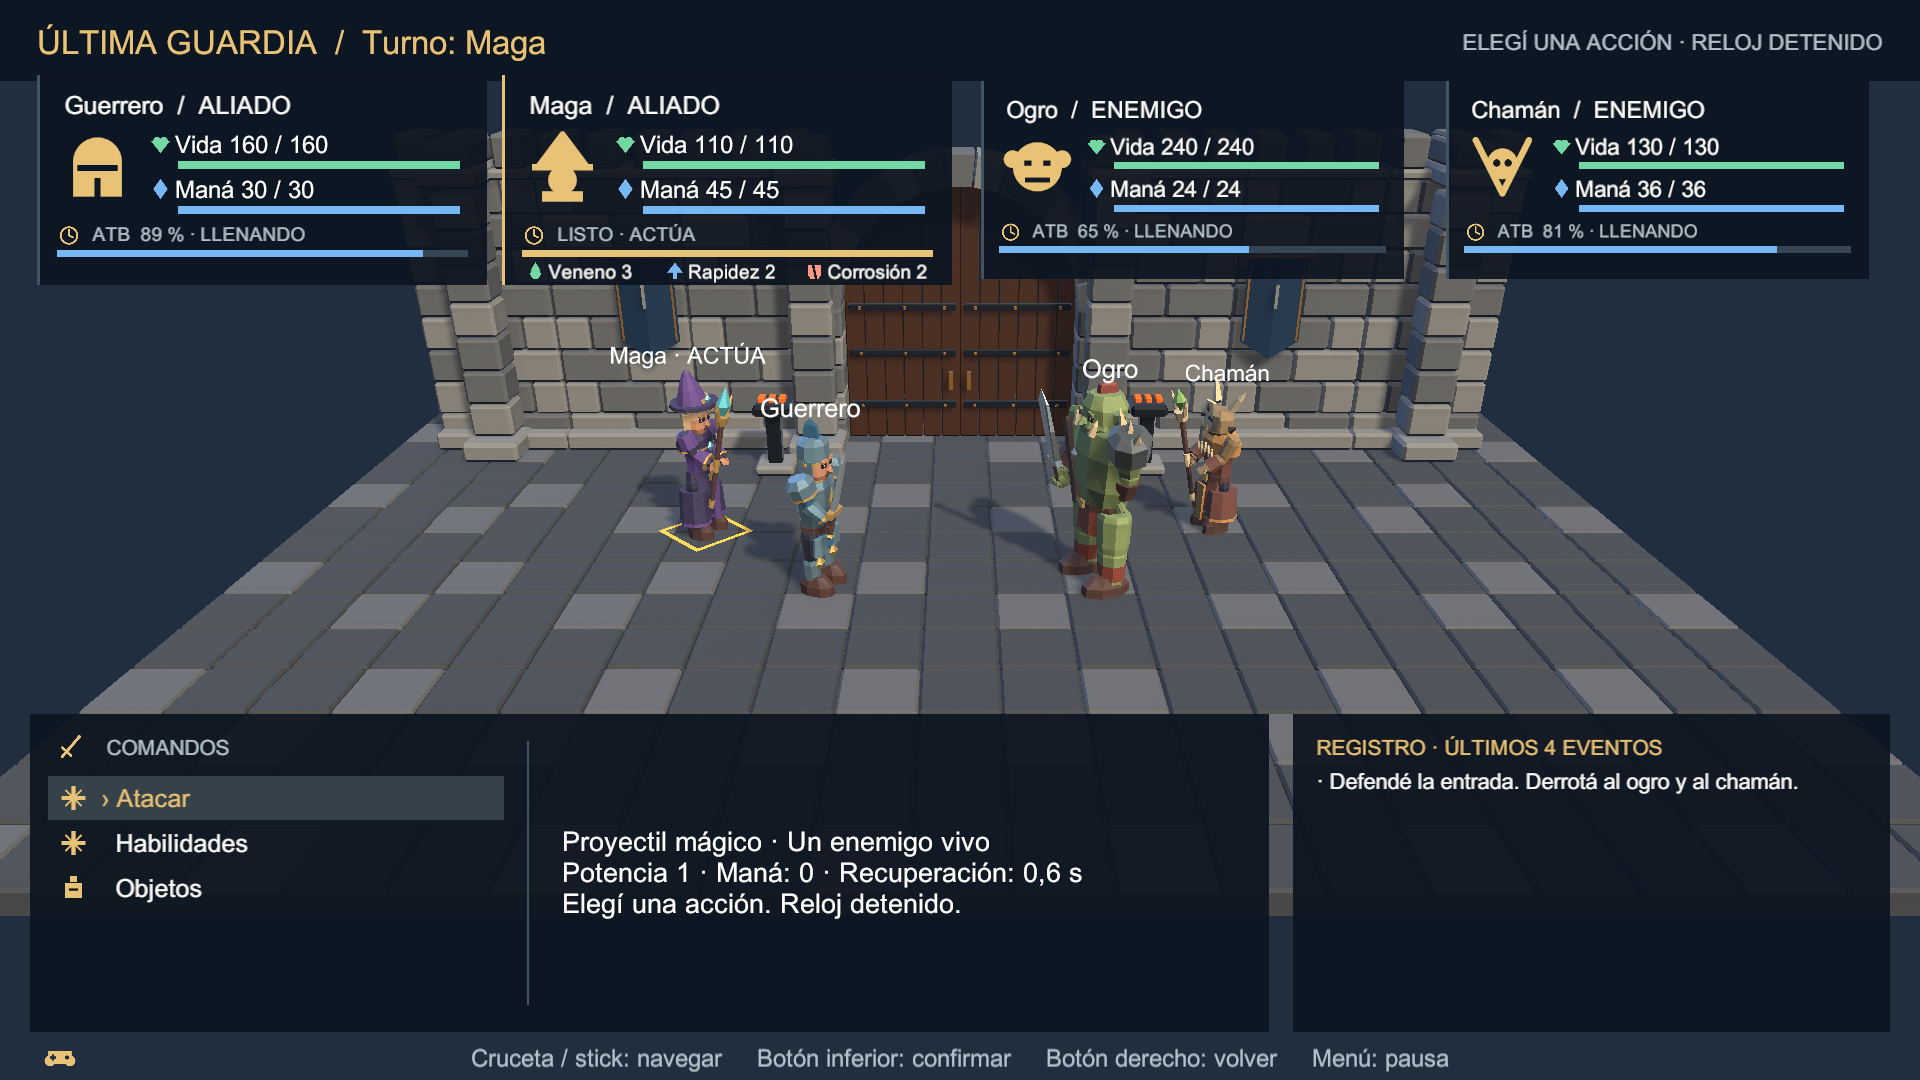 ÚLTIMA GUARDIA / Turno: Maga
ELEGÍ UNA ACCIÓN · RELOJ DETENIDO
Guerrero / ALIADO
Vida 160 / 160
Maná 30 / 30
ATB 89 % · LLENANDO
Maga / ALIADO
Vida 110 / 110
Maná 45 / 45
LISTO · ACTÚA
Veneno 3 Rapidez 2 Corrosión 2
Ogro / ENEMIGO
Vida 240 / 240
Maná 24 / 24
ATB 65 % · LLENANDO
Chamán / ENEMIGO
Vida 130 / 130
Maná 36 / 36
ATB 81 % · LLENANDO
Maga · ACTÚA
Guerrero
Ogro
Chamán
COMANDOS
› Atacar
Habilidades
Objetos
Proyectil mágico · Un enemigo vivo
Potencia 1 · Maná: 0 · Recuperación: 0,6 s
Elegí una acción. Reloj detenido.
REGISTRO · ÚLTIMOS 4 EVENTOS
· Defendé la entrada. Derrotá al ogro y al chamán.
Cruceta / stick: navegar Botón inferior: confirmar Botón derecho: volver Menú: pausa